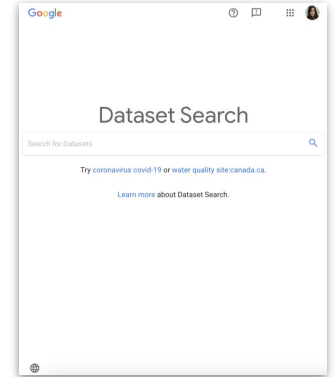 Google
Dataset Search
Search for Datasets
Try coronavirus covid-19 or water quality site:canada.ca.
Learn more about Dataset Search.